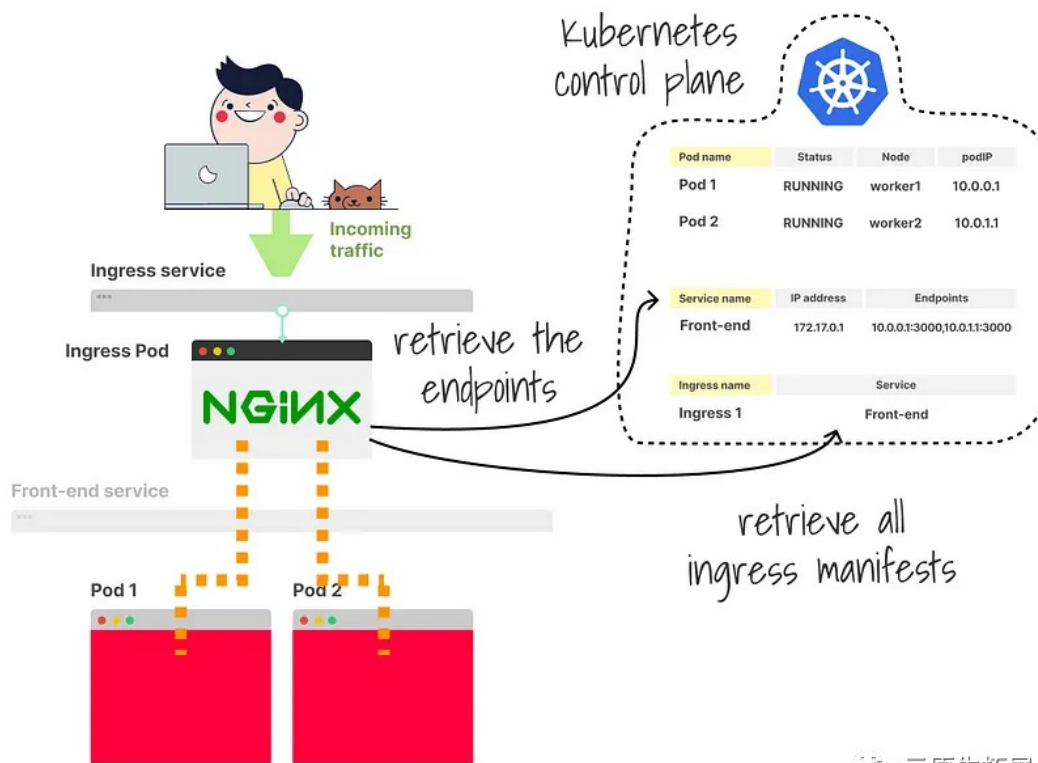 Kubernetes
control plane
Pod name Status Node podIP
Pod 1 RUNNING worker1 10.0.0.1
Pod 2 RUNNING worker2 10.0.1.1
Incoming
traffic
Ingress service
Service name IP address Endpoints
Front-end 172.17.0.1 10.0.0.1:3000,10.0.1.1:3000
Ingress Pod
retrieve the
endpoints
NGINX
Ingress name Service
Ingress 1 Front-end
Front-end service
retrieve all
ingress manifests
Pod 1
Pod 2